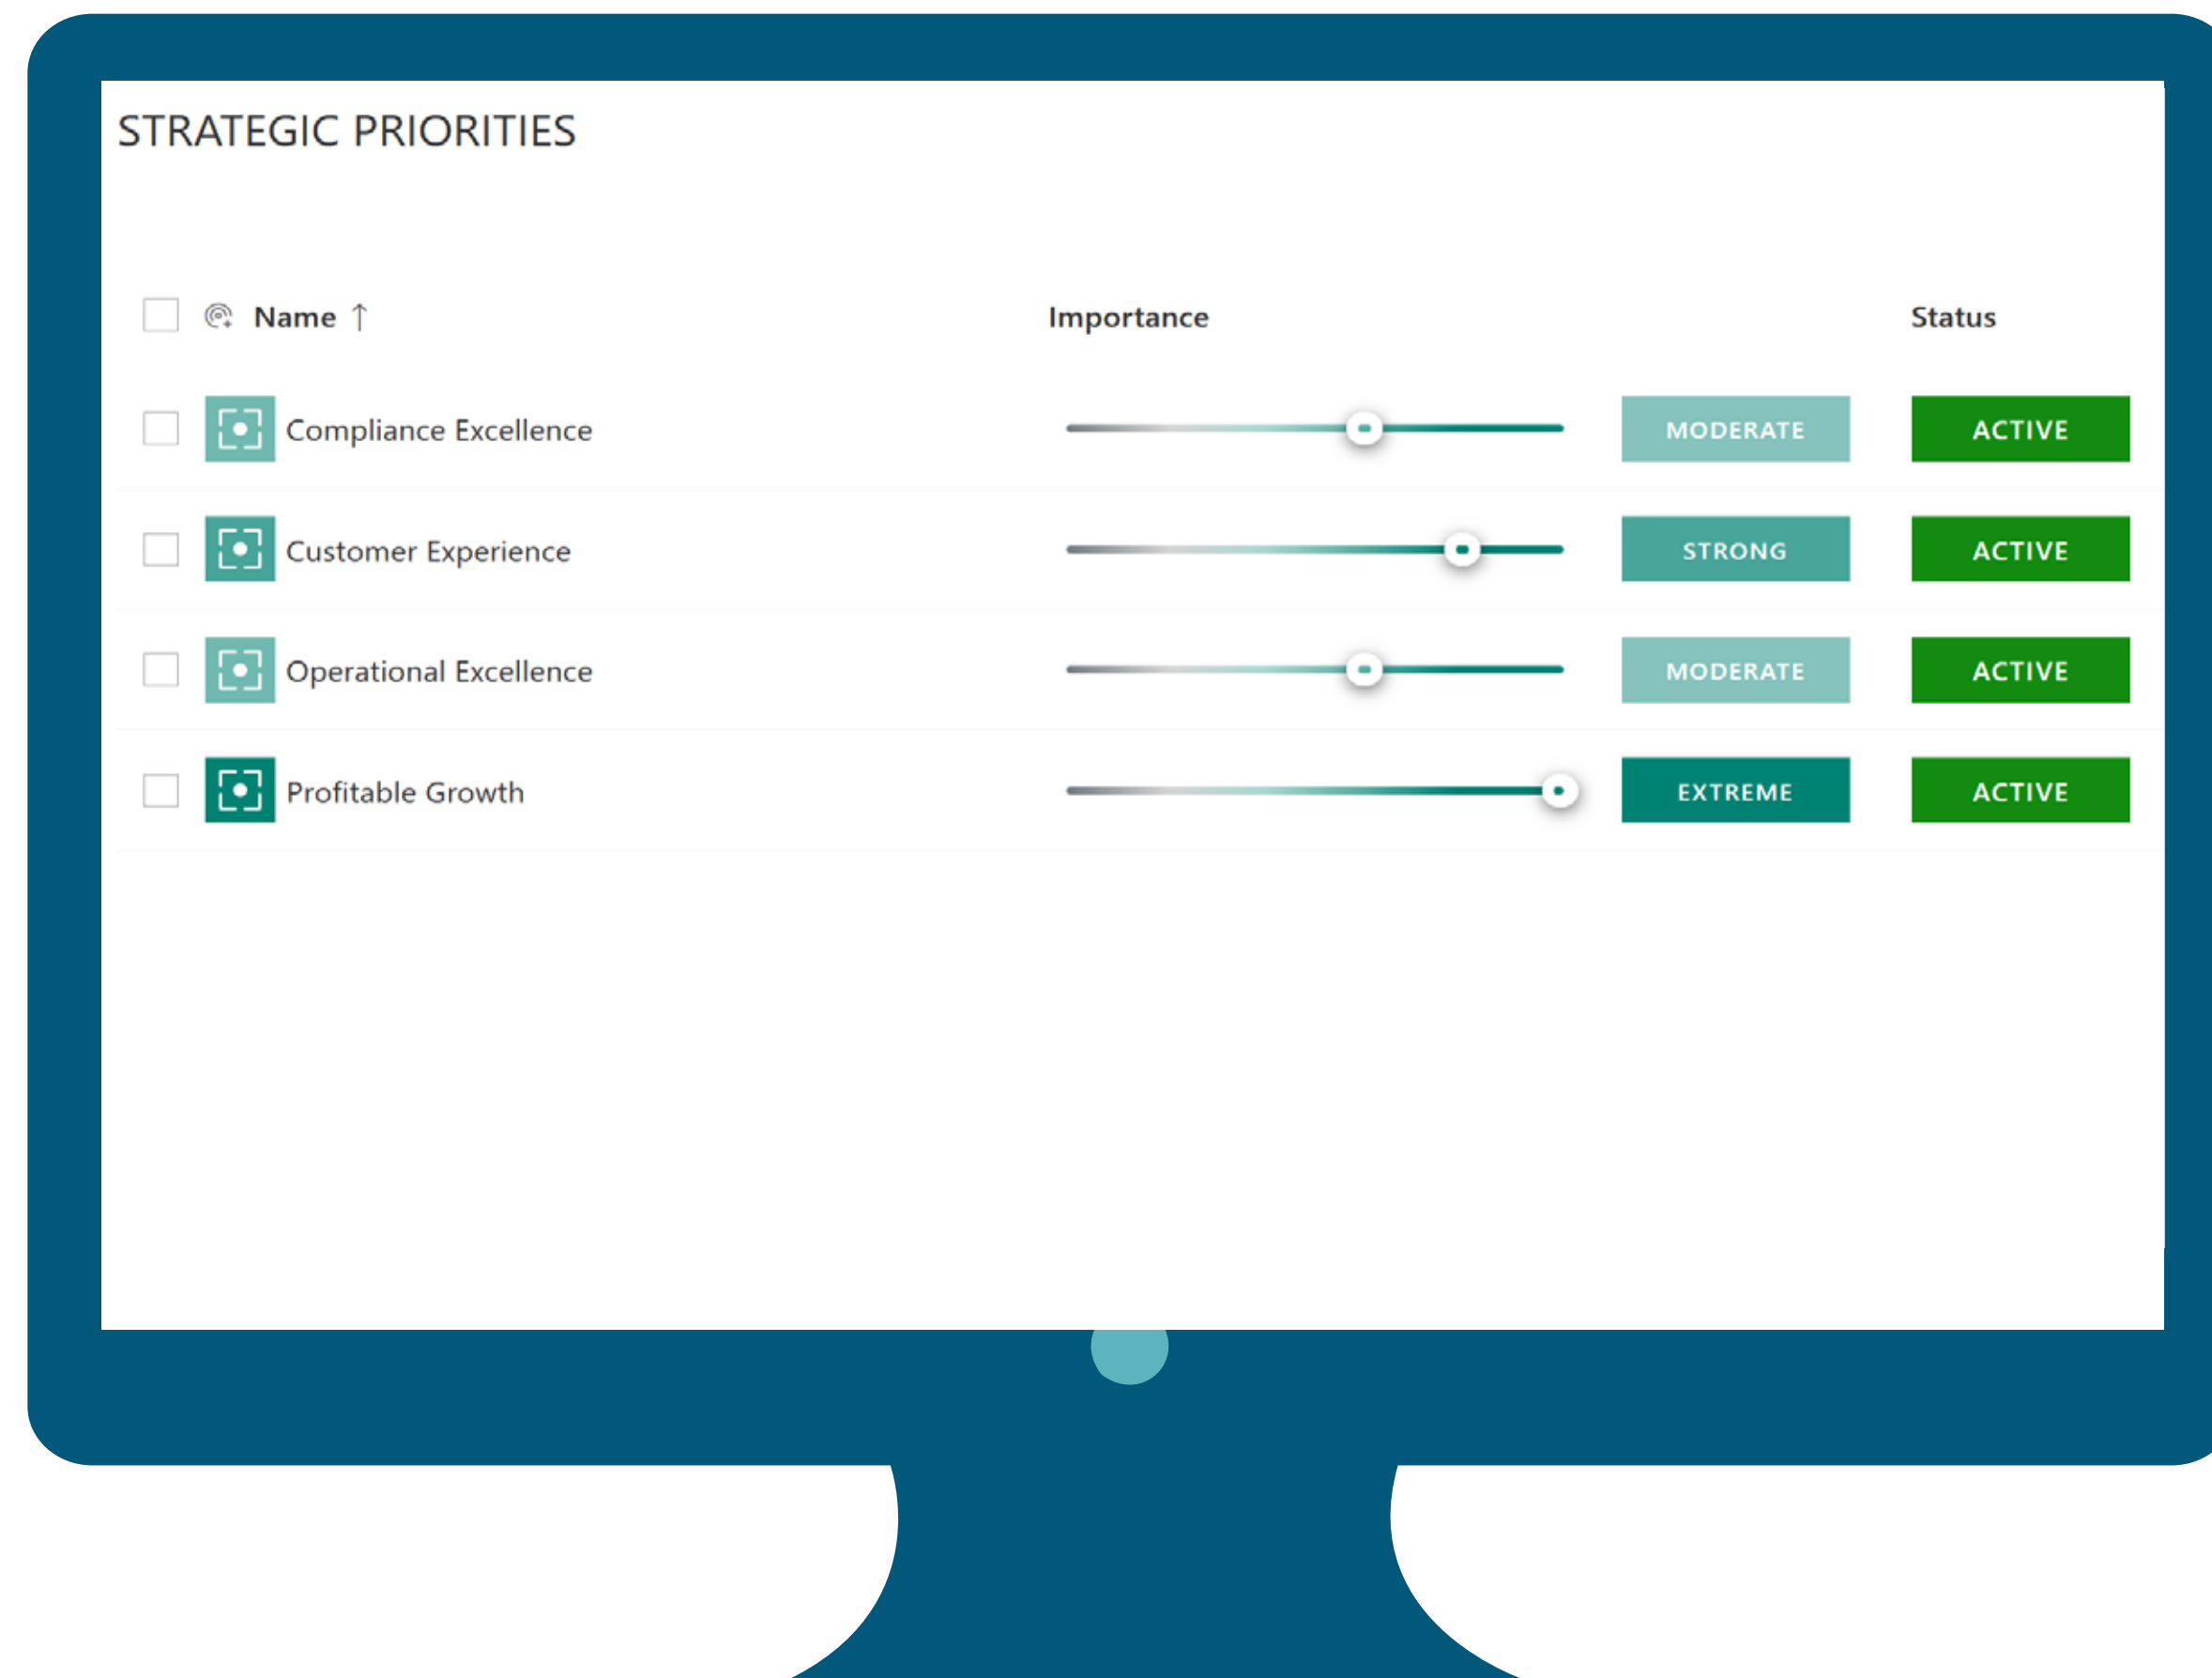 STRATEGIC PRIORITIES
Name ↑ Importance Status
Compliance Excellence MODERATE ACTIVE
Customer Experience STRONG ACTIVE
Operational Excellence MODERATE ACTIVE
Profitable Growth EXTREME ACTIVE